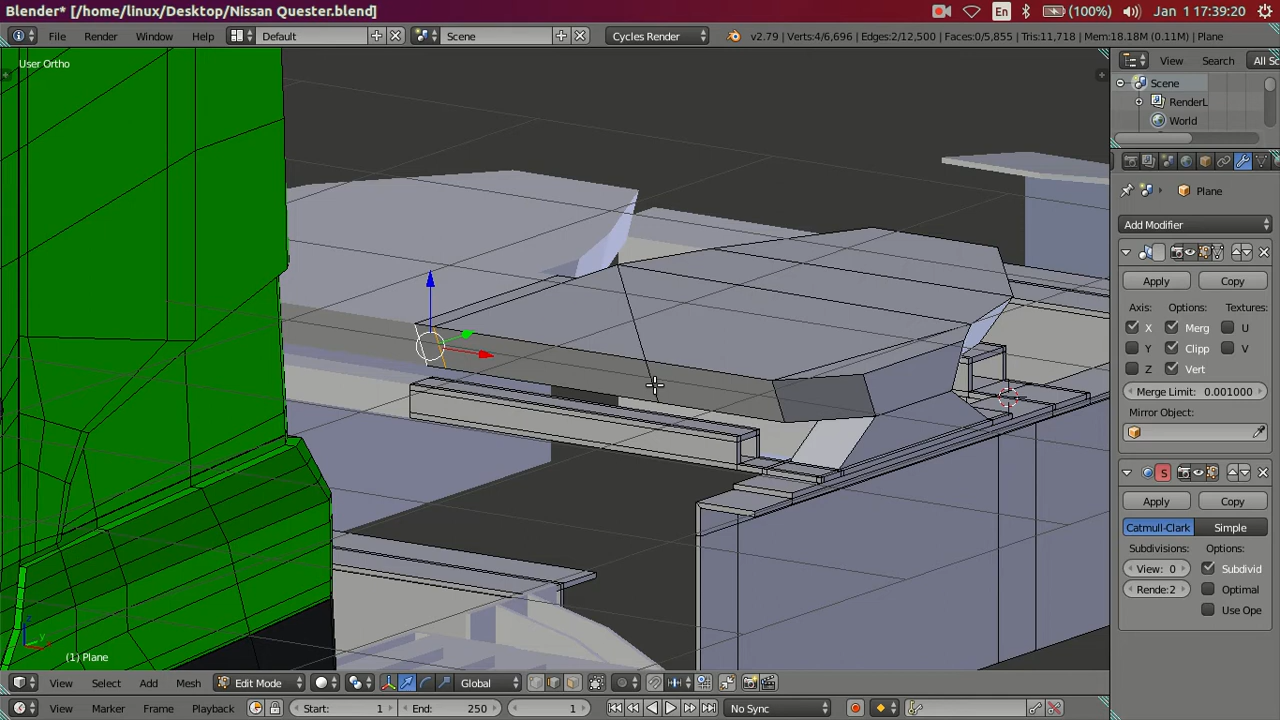 Blender* [/home/linux/Desktop/Nissan Quester.blend]
En (100%) Jan 1 17:39:20
File Render Window Help Default Scene Cycles Render v2.79 | Verts:4/6,696 | Edges:2/12,500 | Faces:0/5,855 | Tris:11,718 | Mem:18.18M (0.11M) | Plane
User Ortho
View Search All Sc
Scene
RenderL
World
Plane
Add Modifier
Apply Copy
Axis: Options: Textures:
X Merg U
Y Clipp V
Z Vert
Merge Limit: 0.001000
Mirror Object:
S
Apply Copy
Catmull-Clark Simple
Subdivisions: Options:
View: 0 Subdivid
Rende:2 Optimal
Use Ope
z
y
(1) Plane
View Select Add Mesh Edit Mode Global
View Marker Frame Playback Start: 1 End: 250 1 No Sync